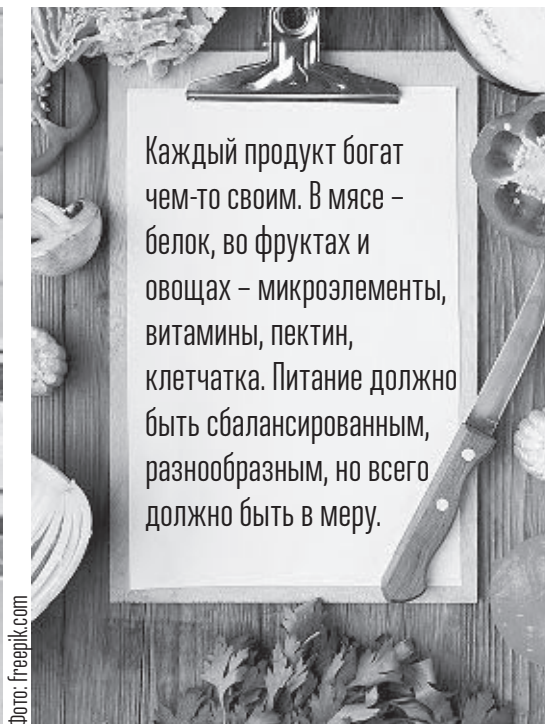 Каждый продукт богат
чем-то своим. В мясе –
белок, во фруктах и
овощах – микроэлементы,
витамины, пектин,
клетчатка. Питание должно
быть сбалансированным,
разнообразным, но всего
должно быть в меру.
Фото: freepik.com